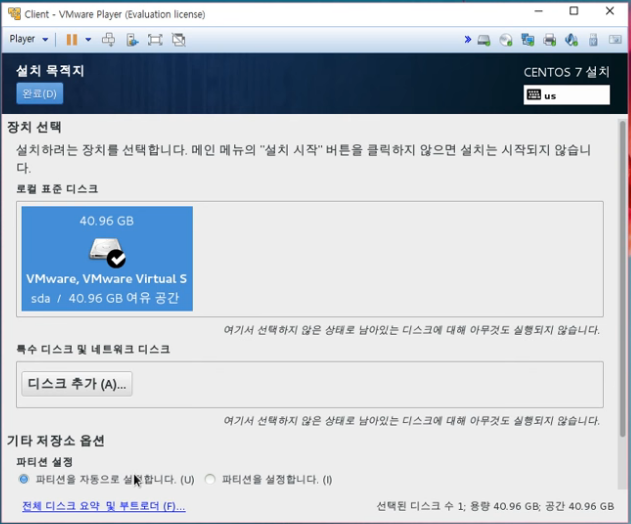 Client - VMware Player (Evaluation license)
Player
설치 목적지
CENTOS 7 설치
완료(D)
us
장치 선택
설치하려는 장치를 선택합니다. 메인 메뉴의 "설치 시작" 버튼을 클릭하지 않으면 설치는 시작되지 않습니
다.
로컬 표준 디스크
40.96 GB
VMware, VMware Virtual S
sda / 40.96 GB 여유 공간
여기서 선택하지 않은 상태로 남아있는 디스크에 대해 아무것도 실행되지 않습니다.
특수 디스크 및 네트워크 디스크
디스크 추가 (A)...
여기서 선택하지 않은 상태로 남아있는 디스크에 대해 아무것도 실행되지 않습니다.
기타 저장소 옵션
파티션 설정
파티션을 자동으로 설정합니다. (U) 파티션을 설정합니다. (I)
전체 디스크 요약 및 부트로더 (F)...
선택된 디스크 수 1; 용량 40.96 GB; 공간 40.96 GB